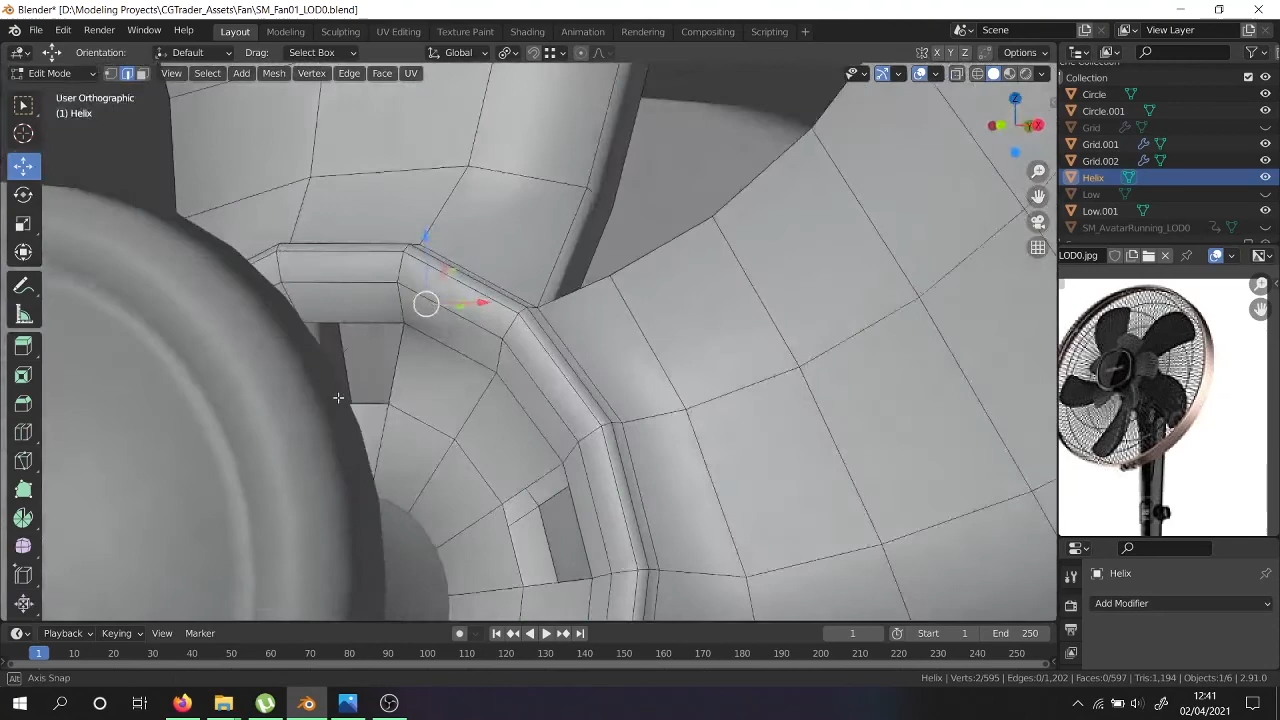 Blender* [D:\Modeling Projects\CGTrader_Assets\Fan\SM_Fan01_LOD0.blend]
File Edit Render Window Help Layout Modeling Sculpting UV Editing Texture Paint Shading Animation Rendering Compositing Scripting + Scene View Layer
Orientation: Default Drag: Select Box Global X Y Z Options
Edit Mode View Select Add Mesh Vertex Edge Face UV
User Orthographic
(1) Helix
Z
Y X
Collection
Circle
Circle.001
Grid
Grid.001
Grid.002
Helix
Low
Low.001
SM_AvatarRunning_LOD0
LOD0.jpg
Helix
Add Modifier
Playback Keying View Marker 1 Start 1 End 250
1 10 20 30 40 50 60 70 80 90 100 110 120 130 140 150 160 170 180 190 200 210 220 230 240 250
Alt Axis Snap Helix | Verts:2/595 | Edges:0/1,202 | Faces:0/597 | Tris:1,194 | Objects:1/6 | 2.91.0
12:41
02/04/2021